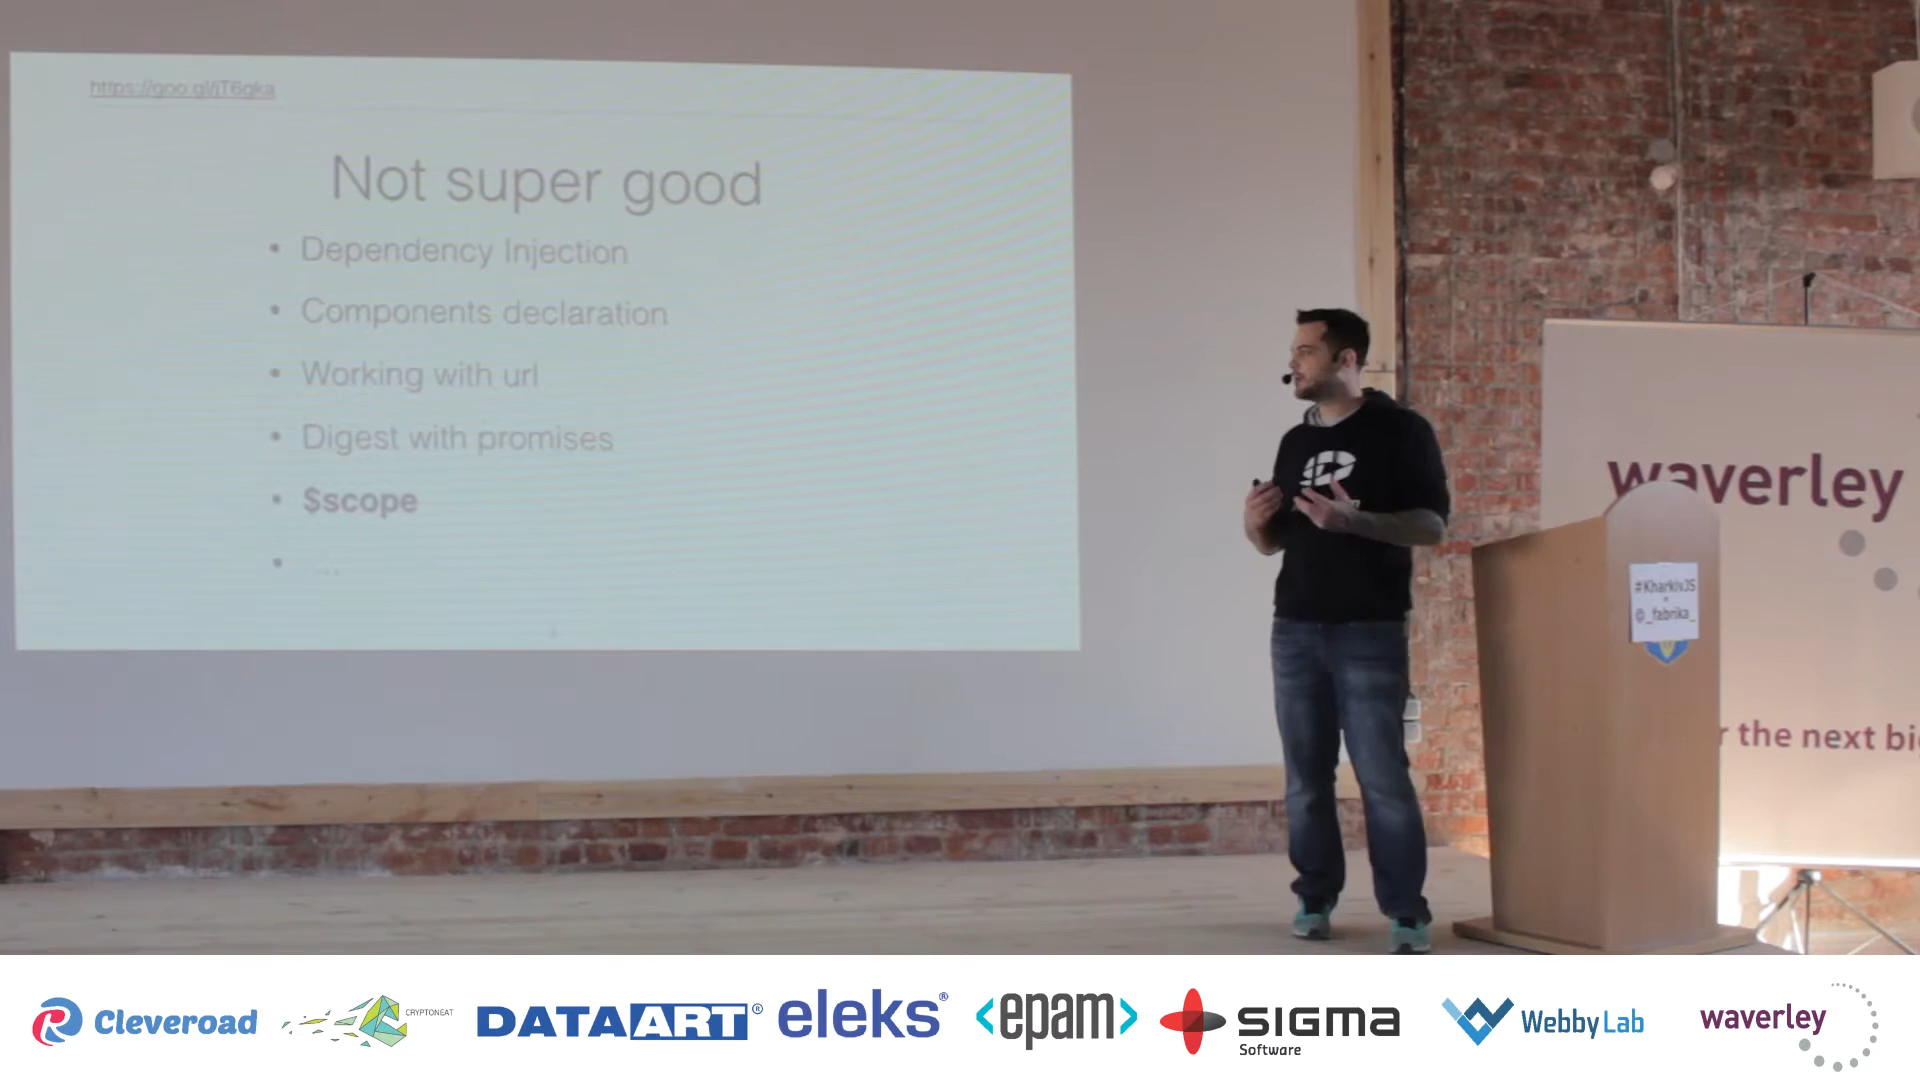 https://goo.gl/jT6gka
Not super good
• Dependency Injection
• Components declaration
• Working with url
• Digest with promises
• $scope
• ...
waverley
#KharkivJS
@_fabrika_
r the next bi
Cleveroad
CRYPTONEAT
DATAART®
eleks®
<epam>
SIGMA
Software
WebbyLab
waverley